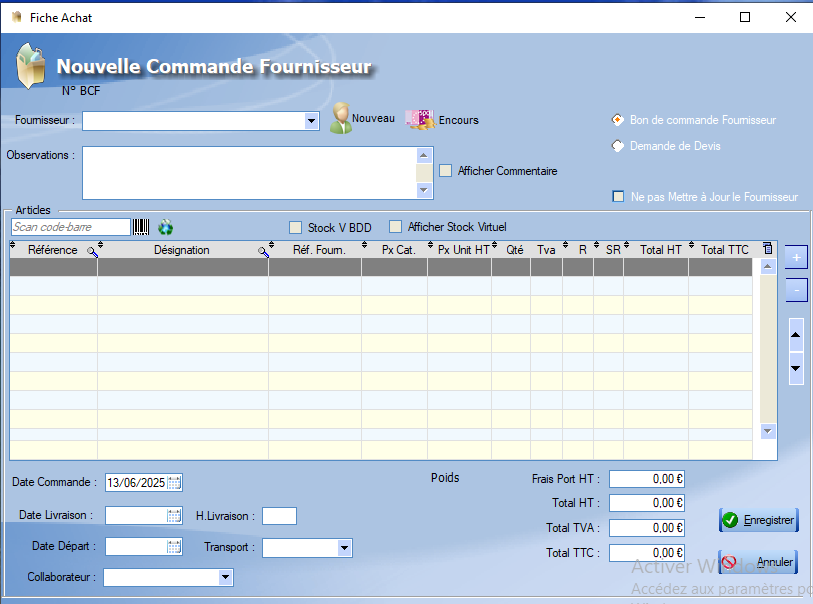 Fiche Achat
Nouvelle Commande Fournisseur
N° BCF
Fournisseur :
Nouveau
Encours
Bon de commande Fournisseur
Demande de Devis
Observations :
Afficher Commentaire
Ne pas Mettre à Jour le Fournisseur
Articles
Scan code-barre
Stock V BDD
Afficher Stock Virtuel
Référence Désignation Réf. Fourn. Px Cat. Px Unit HT Qté Tva R SR Total HT Total TTC
+
-
Date Commande : 13/06/2025
Poids
Frais Port HT : 0,00 €
Total HT : 0,00 €
Date Livraison :
H.Livraison :
Total TVA : 0,00 €
Enregistrer
Date Départ :
Transport :
Total TTC : 0,00 €
Annuler
Collaborateur :
Activer W
Accédez aux paramètres po